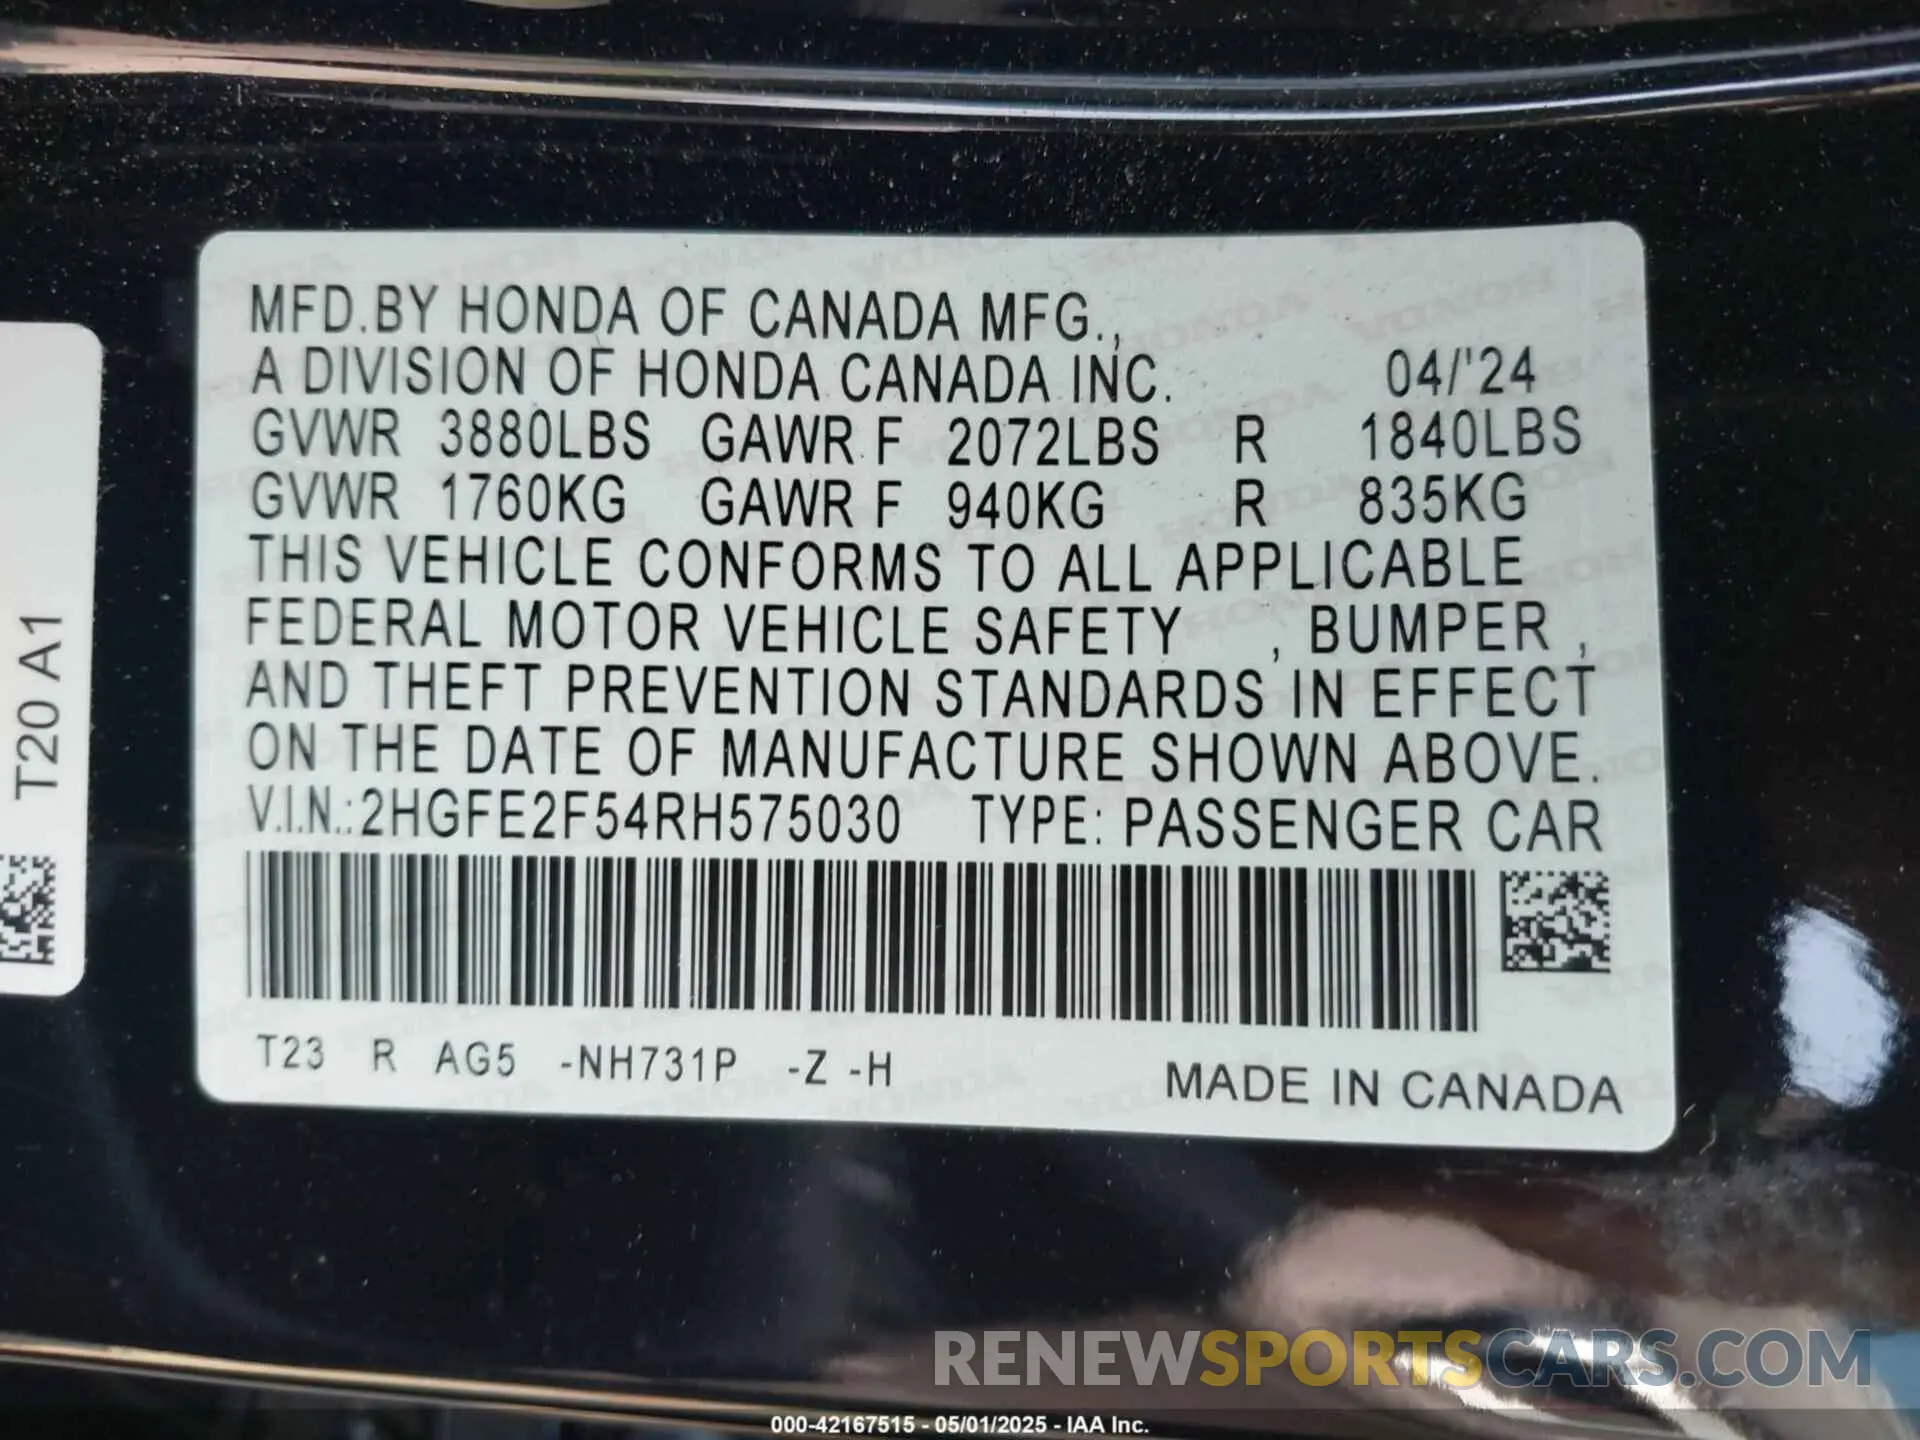 MFD.BY HONDA OF CANADA MFG.,
A DIVISION OF HONDA CANADA INC. 04/'24
GVWR 3880LBS GAWR F 2072LBS R 1840LBS
GVWR 1760KG GAWR F 940KG R 835KG
THIS VEHICLE CONFORMS TO ALL APPLICABLE
FEDERAL MOTOR VEHICLE SAFETY , BUMPER ,
AND THEFT PREVENTION STANDARDS IN EFFECT
ON THE DATE OF MANUFACTURE SHOWN ABOVE.
V.I.N.:2HGFE2F54RH575030 TYPE: PASSENGER CAR
T23 R AG5 -NH731P -Z -H
MADE IN CANADA
T20 A1
RENEWSPORTSCARS.COM
000-42167515 - 05/01/2025 - IAA Inc.